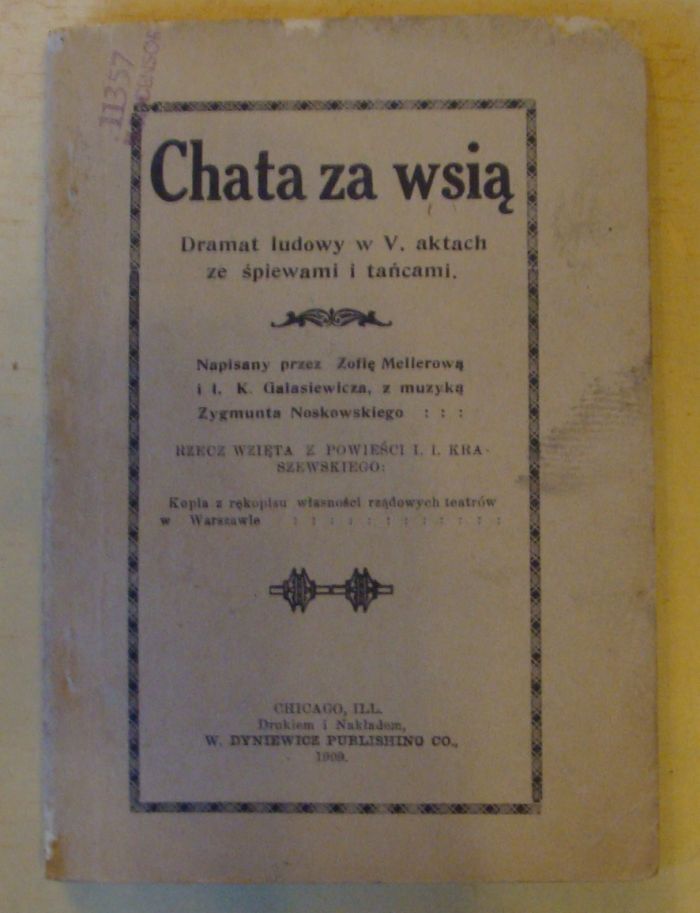 11357
Chata za wsią
Dramat ludowy w V. aktach
ze śpiewami i tańcami.
Napisany przez Zofię Mellerową
i t. K. Galasiewicza, z muzyką
Zygmunta Noskowskiego : : :
RZECZ WZIĘTA Z POWIEŚCI I. I. KRA-
SZEWSKIEGO:
Kopia z rękopisu własności rządowych teatrów
w Warszawie : : : : : : : : : : : :
CHICAGO, ILL.
Drukiem i Nakładem,
W. DYNIEWICZ PUBLISHING CO.,
1909.